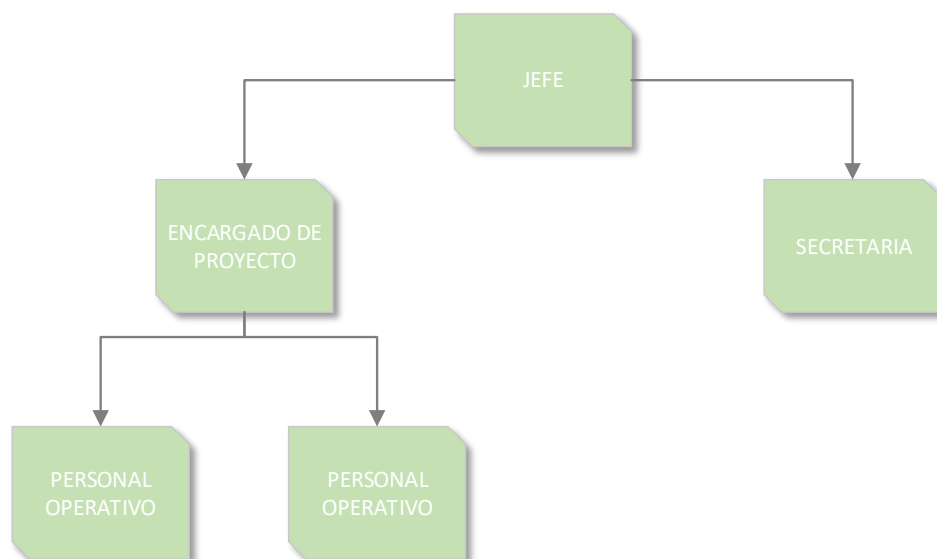 JEFE
ENCARGADO DE
PROYECTO
SECRETARIA
PERSONAL
OPERATIVO
PERSONAL
OPERATIVO